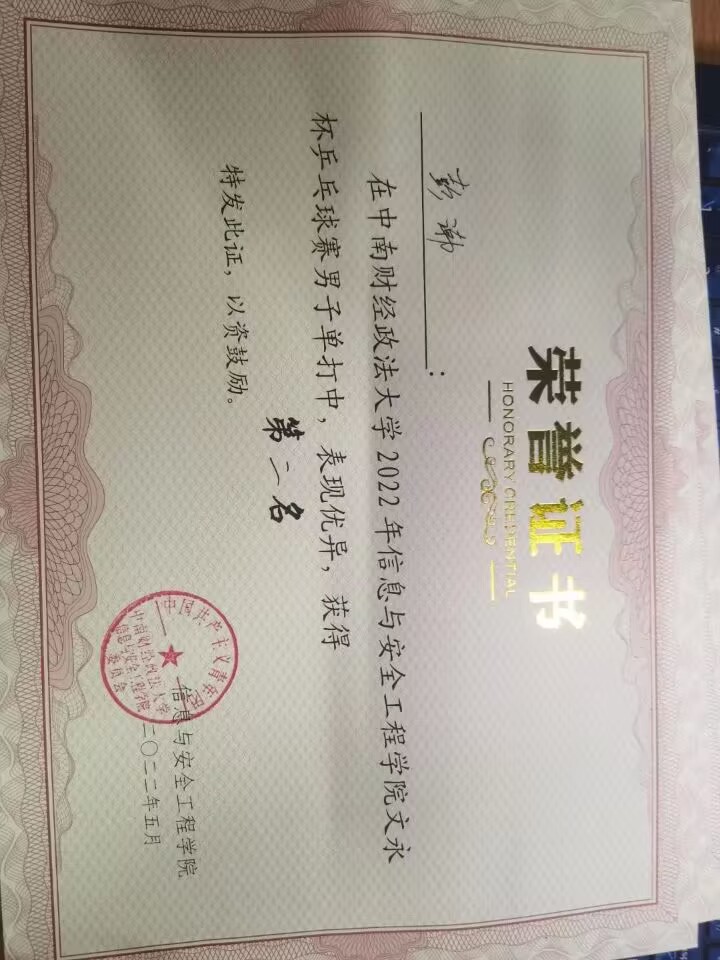 荣誉证书
HONORARY CREDENTIAL
彭
:
在中南财经政法大学2022年信息与安全工程学院文永
杯乒乓球赛男子单打中，表现优异，获得
第二名
特发此证，以资鼓励。
信息与安全工程学院
二〇二二年五月
中国共产主义青年团
中南财经政法大学
信息与安全工程学院
委员会